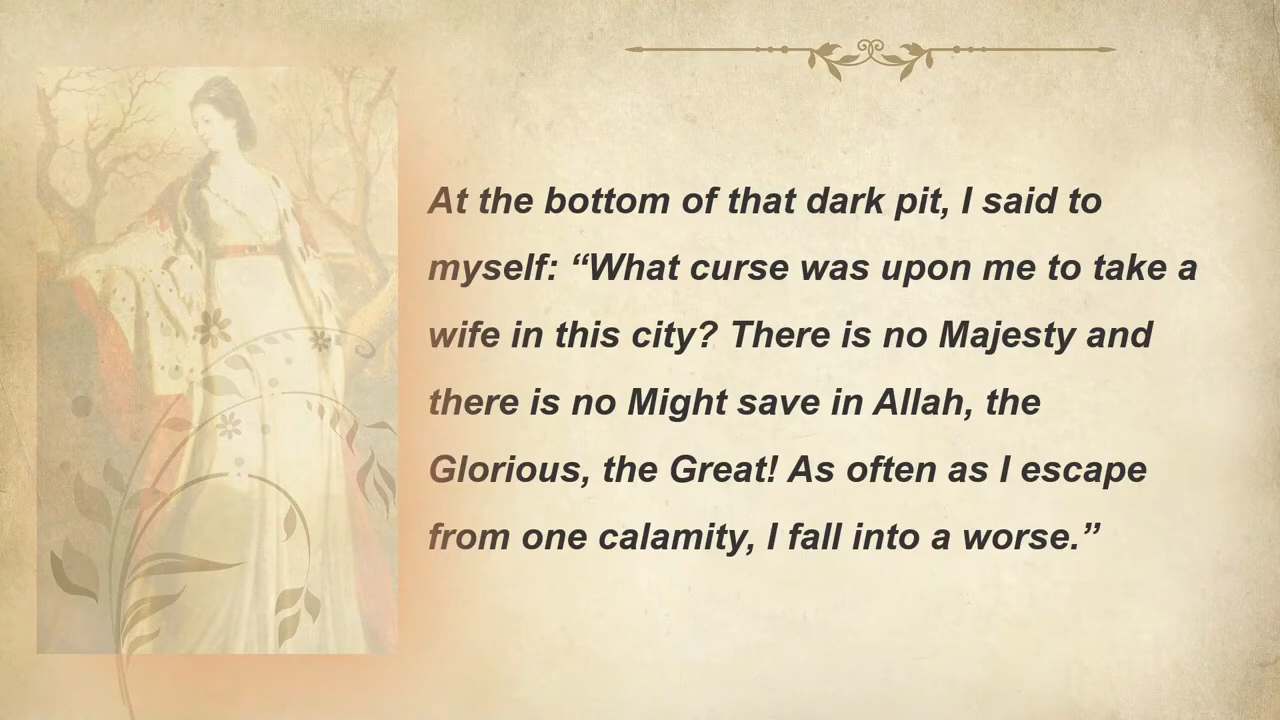 At the bottom of that dark pit, I said to
myself: “What curse was upon me to take a
wife in this city? There is no Majesty and
there is no Might save in Allah, the
Glorious, the Great! As often as I escape
from one calamity, I fall into a worse.”